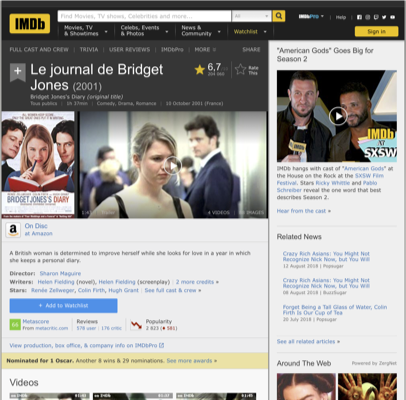 IMDb
Find Movies, TV shows, Celebrities and more...
All
IMDbPro
Help
Movies, TV
& Showtimes
Celebs, Events
& Photos
News &
Community
Watchlist
Sign in
FULL CAST AND CREW | TRIVIA | USER REVIEWS | IMDbPro | MORE
SHARE
Le journal de Bridget
Jones (2001)
6,7
Rate
This
Bridget Jones's Diary (original title)
Tous publics | 1h 37min | Comedy, Drama, Romance | 10 October 2001 (France)
BRIDGET JONES'S DIARY
4 VIDEOS
IMAGES
On Disc
at Amazon
A British woman is determined to improve herself while she looks for love in a year in which
she keeps a personal diary.
Director: Sharon Maguire
Writers: Helen Fielding (novel), Helen Fielding (screenplay) | 2 more credits »
Stars: Renée Zellweger, Colin Firth, Hugh Grant | See full cast & crew »
+ Add to Watchlist
Metascore
From metacritic.com
Reviews
578 user | 176 critic
Popularity
2 823 ( 581)
View production, box office, & company info on IMDbPro
Nominated for 1 Oscar. Another 8 wins & 29 nominations. See more awards »
Videos
"American Gods" Goes Big for
Season 2
IMDb
at
SXSW
IMDb hangs with cast of "American Gods" at
the House on the Rock at the SXSW Film
Festival. Stars Ricky Whittle and Pablo
Schreiber reveal the one word that best
describes Season 2.
Hear from the cast »
Related News
Crazy Rich Asians: You Might Not
Recognize Nick Now, but You Will
12 August 2018 | Popsugar
Crazy Rich Asians: You Might Not
Recognize Nick Now, but You Will
09 August 2018 | BuzzSugar
Forget Being a Tall Glass of Water, Colin
Firth Is Our Cup of Tea
20 July 2018 | Popsugar
See all related articles »
Around The Web
Powered by ZergNet